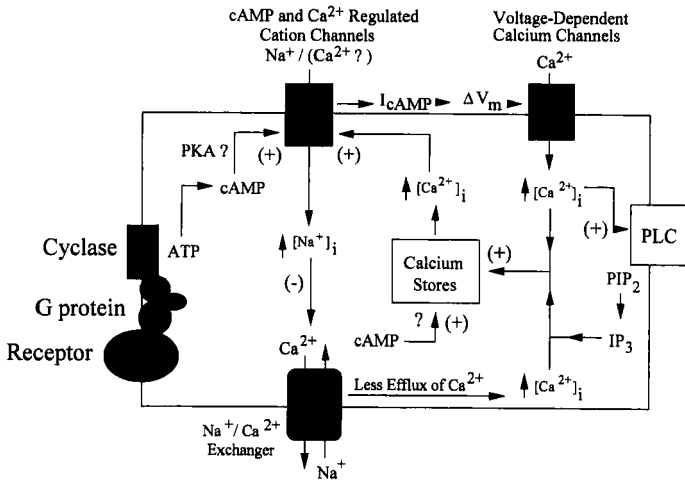 cAMP and Ca²⁺ Regulated
Cation Channels
Na⁺ / (Ca²⁺ ?)
Voltage-Dependent
Calcium Channels
Ca²⁺
I cAMP
ΔVm
PKA ?
(+)
(+)
cAMP
ATP
[Ca²⁺]i
[Ca²⁺]i
(+)
PLC
Cyclase
G protein
Receptor
[Na⁺]i
(-)
Calcium
Stores
(+)
PIP₂
IP₃
?
(+)
cAMP
Ca²⁺
Less Efflux of Ca²⁺
[Ca²⁺]i
Na⁺/ Ca²⁺
Exchanger
Na⁺